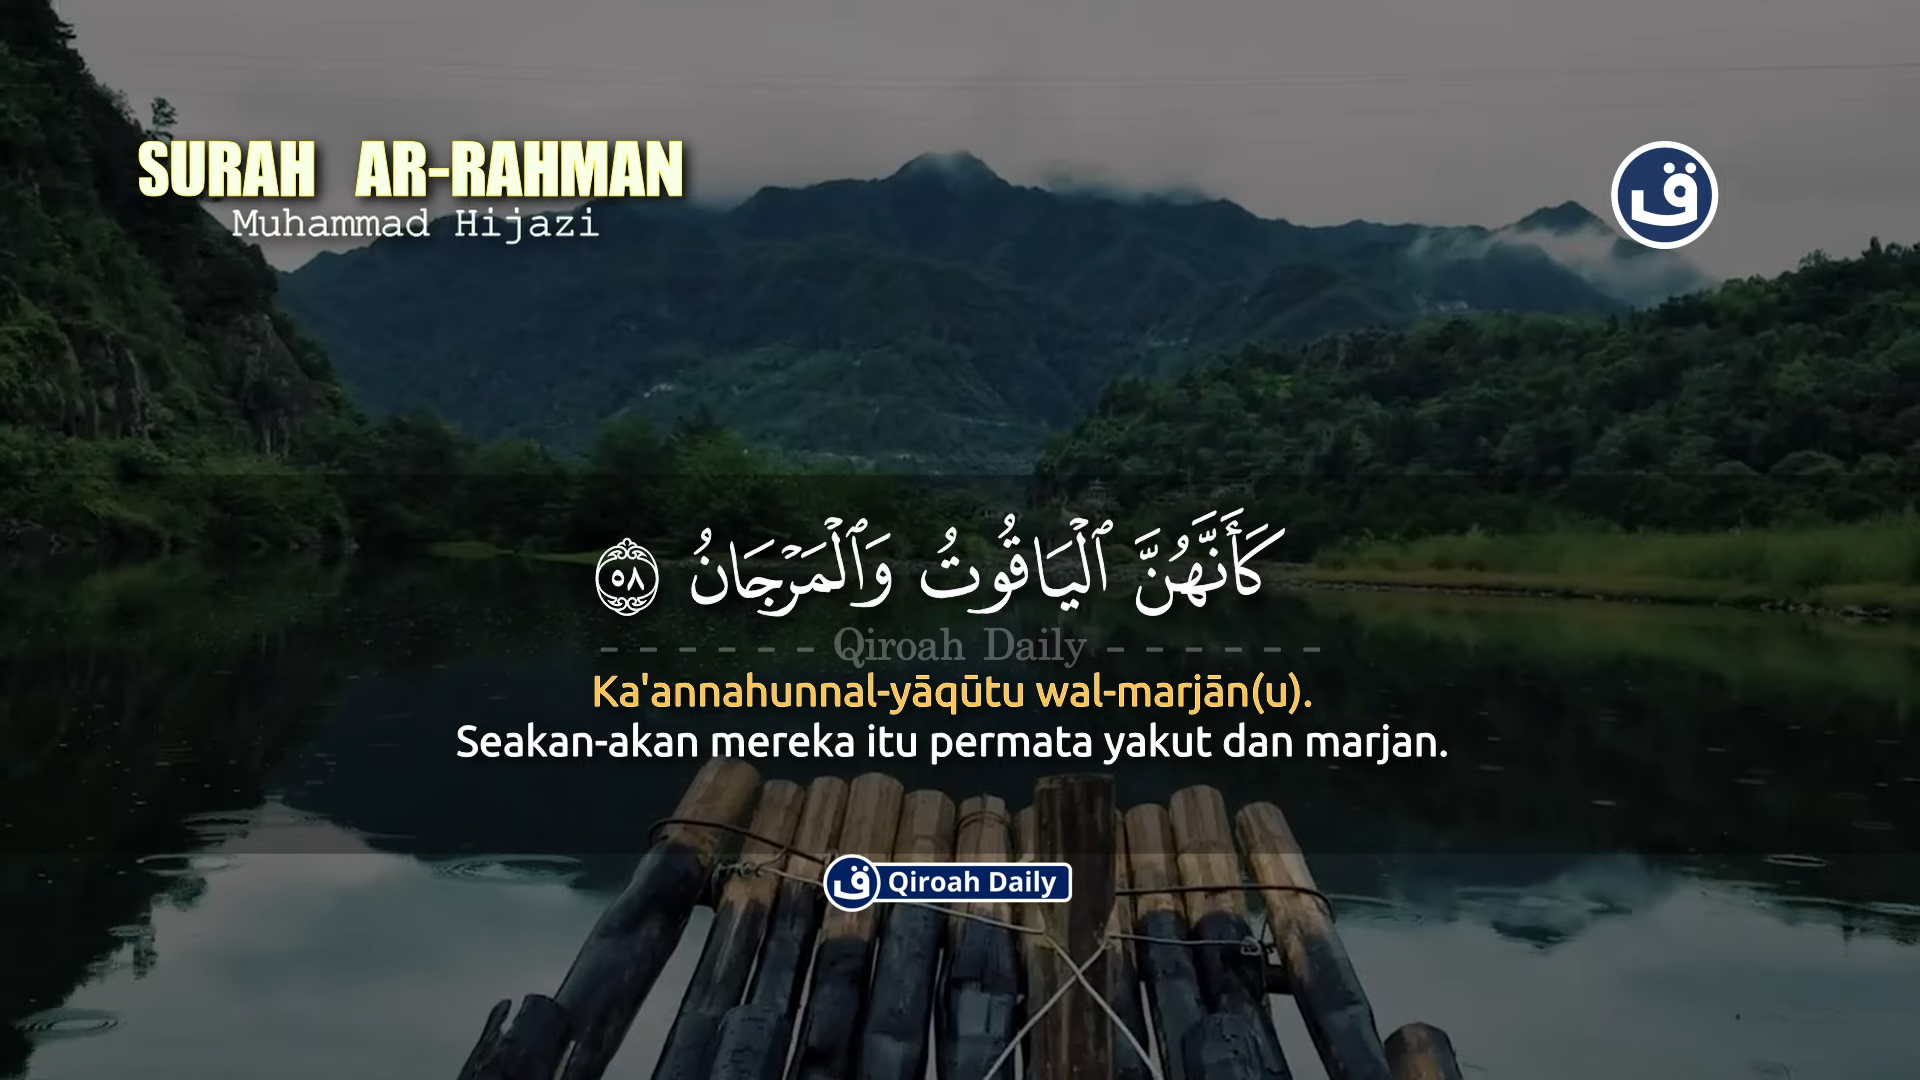 SURAH AR-RAHMAN
Muhammad Hijazi
ق
كَأَنَّهُنَّ ٱلْيَاقُوتُ وَٱلْمَرْجَانُ ٥٨
- - - - - - Qiroah Daily - - - - - -
Ka'annahunnal-yāqūtu wal-marjān(u).
Seakan-akan mereka itu permata yakut dan marjan.
ق Qiroah Daily